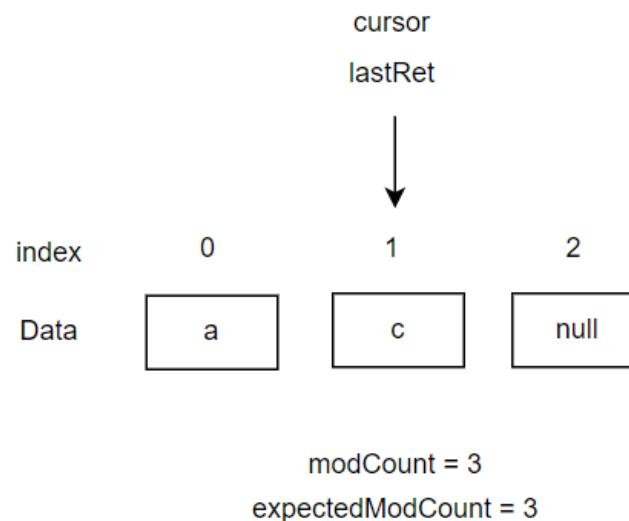 cursor
lastRet
index 0 1 2
Data a c null
modCount = 3
expectedModCount = 3